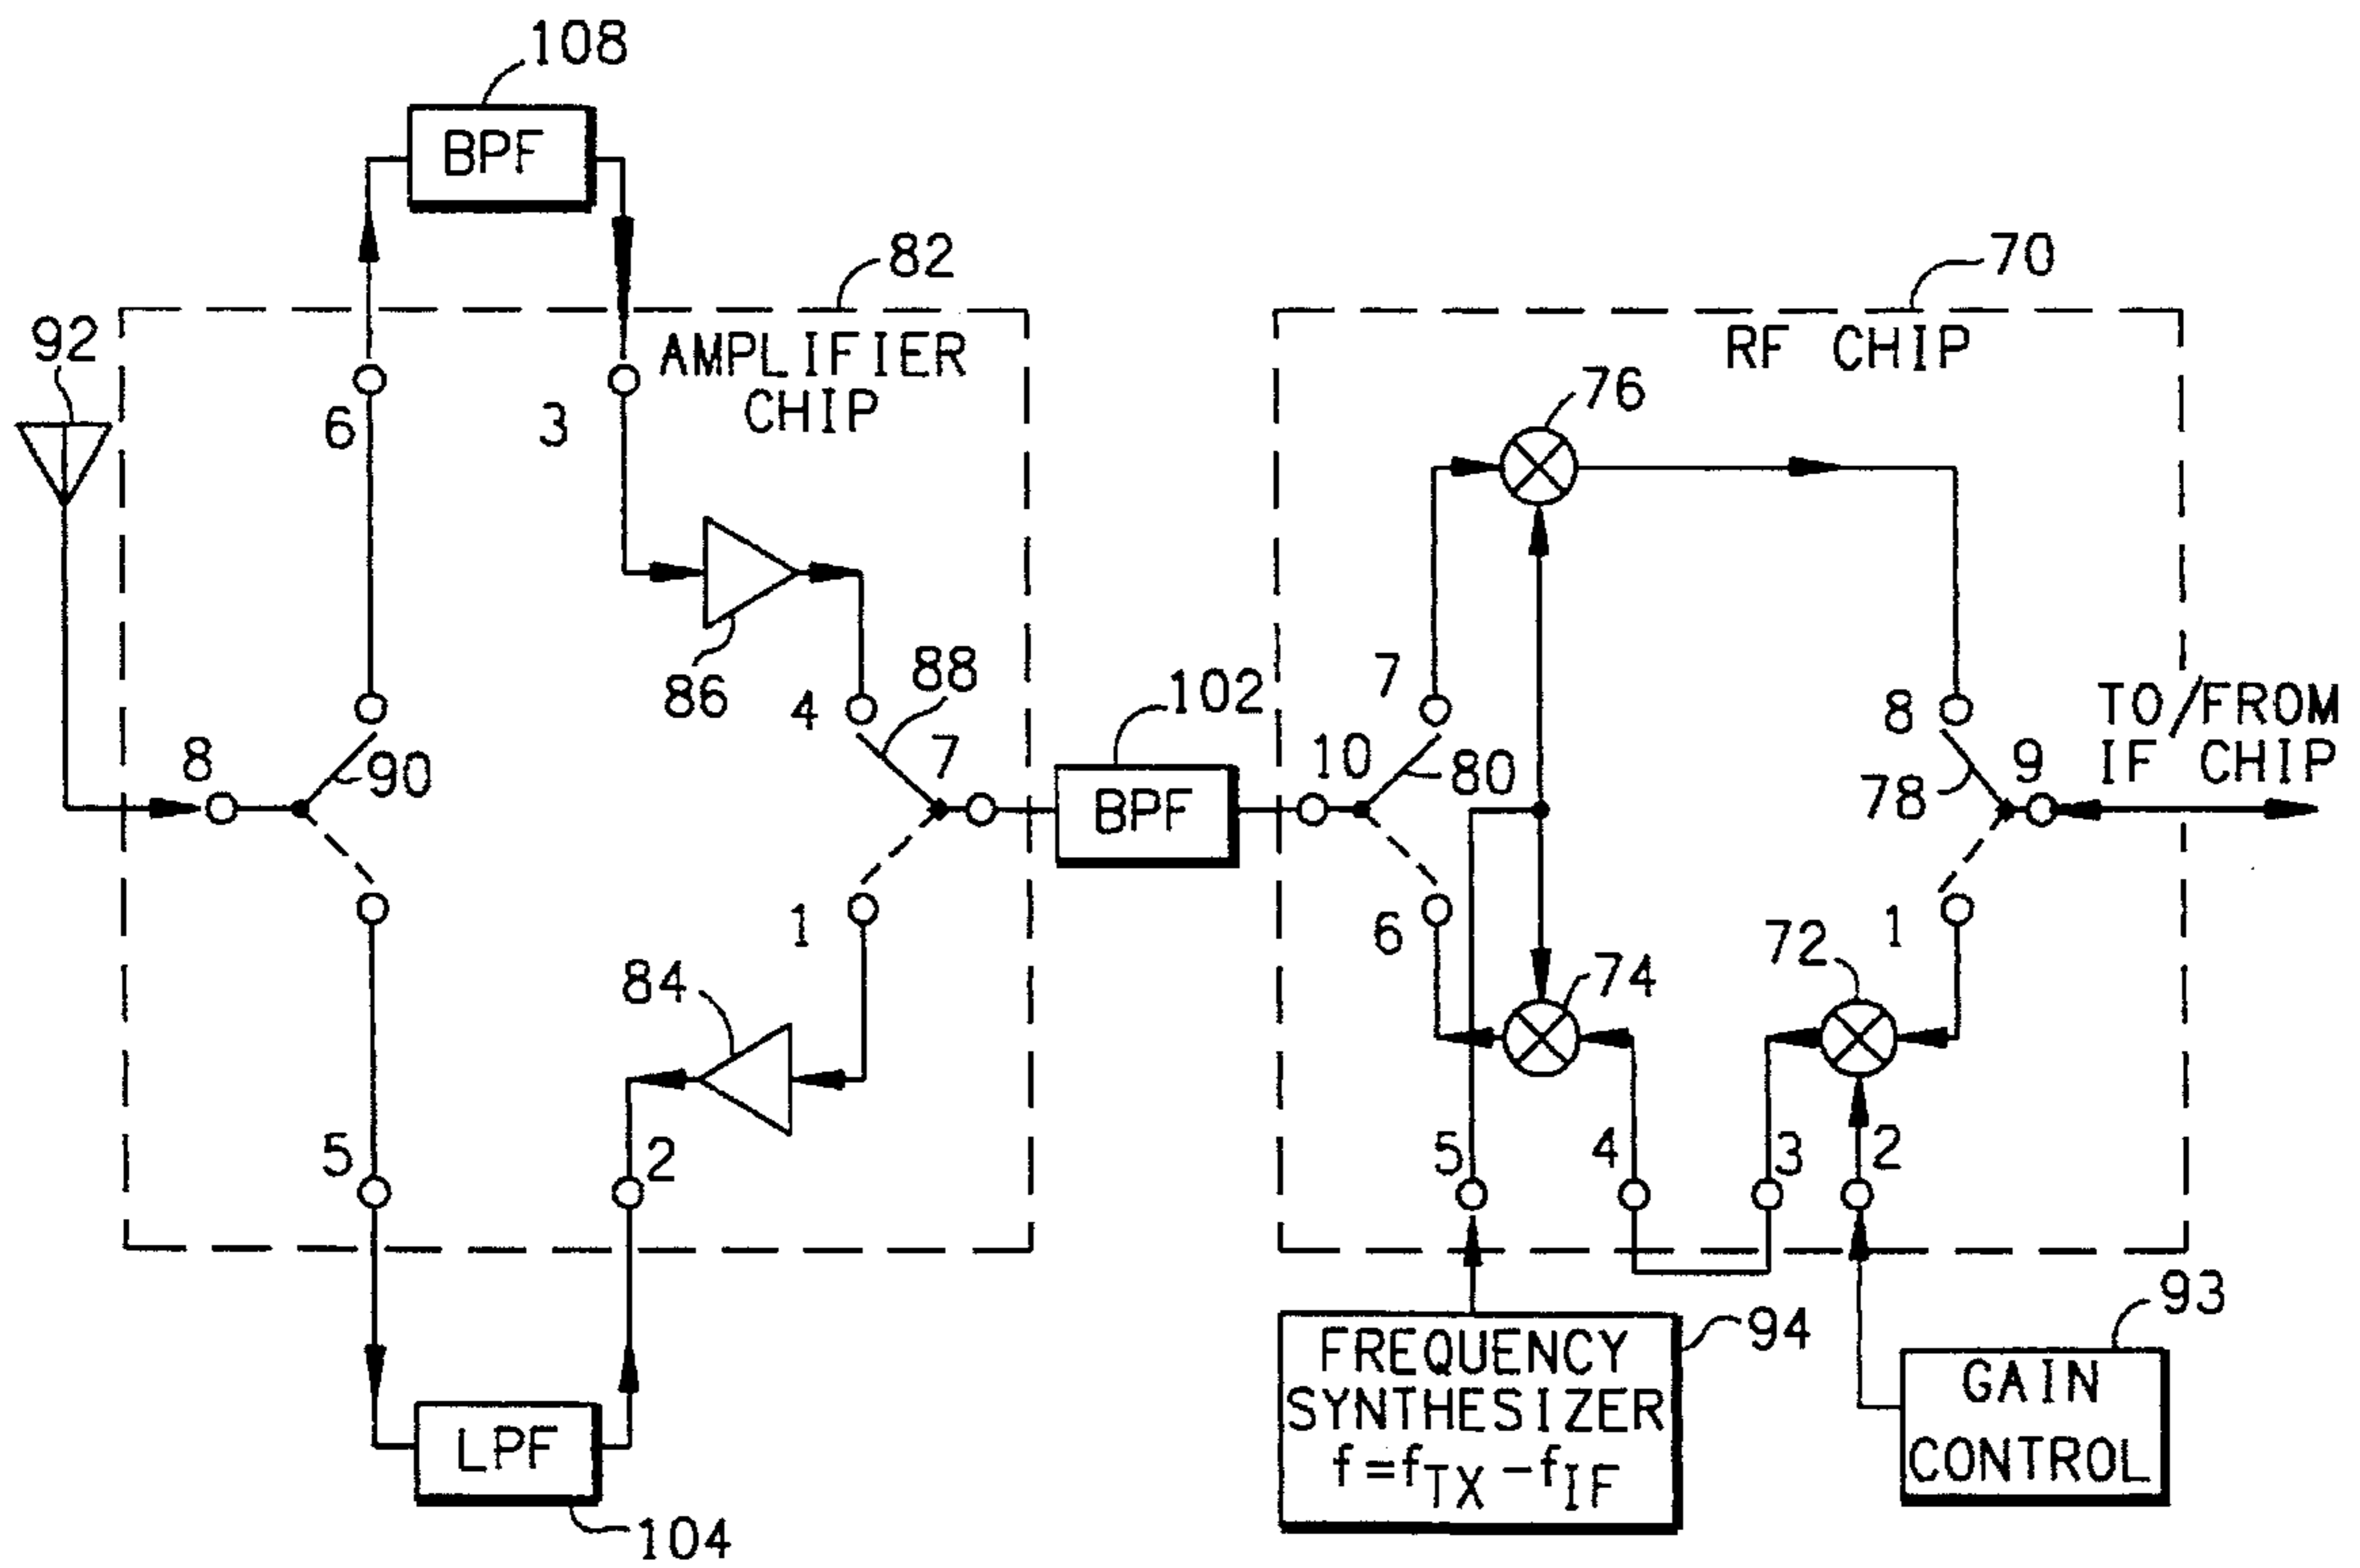 108
BPF
82
70
92
AMPLIFIER
CHIP
RF CHIP
6
3
76
86
4
88
7
102
7
8
TO/FROM
IF CHIP
8
90
7
BPF
10
80
78
9
1
6
1
84
74
72
5
2
5
4
3
2
93
FREQUENCY
SYNTHESIZER
f=fTX-fIF
94
GAIN
CONTROL
LPF
104